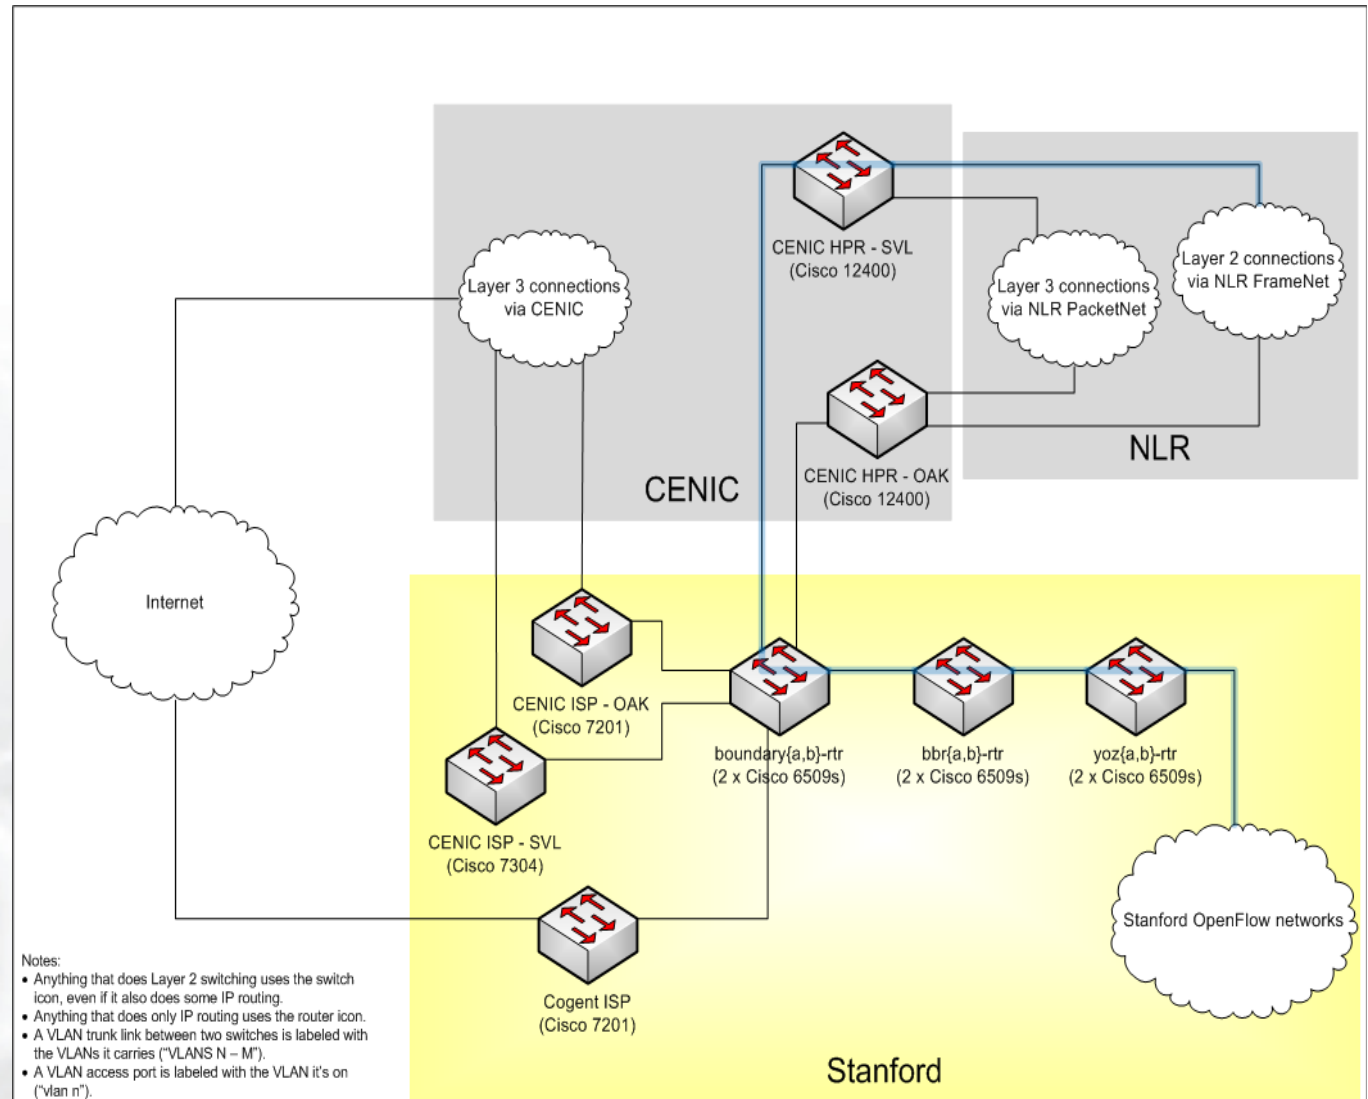 CENIC HPR - SVL
(Cisco 12400)
Layer 2 connections
via NLR FrameNet
Layer 3 connections
via CENIC
Layer 3 connections
via NLR PacketNet
NLR
CENIC HPR - OAK
(Cisco 12400)
CENIC
Internet
CENIC ISP - OAK
(Cisco 7201)
boundary{a,b}-rtr
(2 x Cisco 6509s)
bbr{a,b}-rtr
(2 x Cisco 6509s)
yoz{a,b}-rtr
(2 x Cisco 6509s)
CENIC ISP - SVL
(Cisco 7304)
Stanford OpenFlow networks
Cogent ISP
(Cisco 7201)
Stanford
Notes:
• Anything that does Layer 2 switching uses the switch
icon, even if it also does some IP routing.
• Anything that does only IP routing uses the router icon.
• A VLAN trunk link between two switches is labeled with
the VLANs it carries (“VLANS N – M”).
• A VLAN access port is labeled with the VLAN it's on
(“vlan n”).